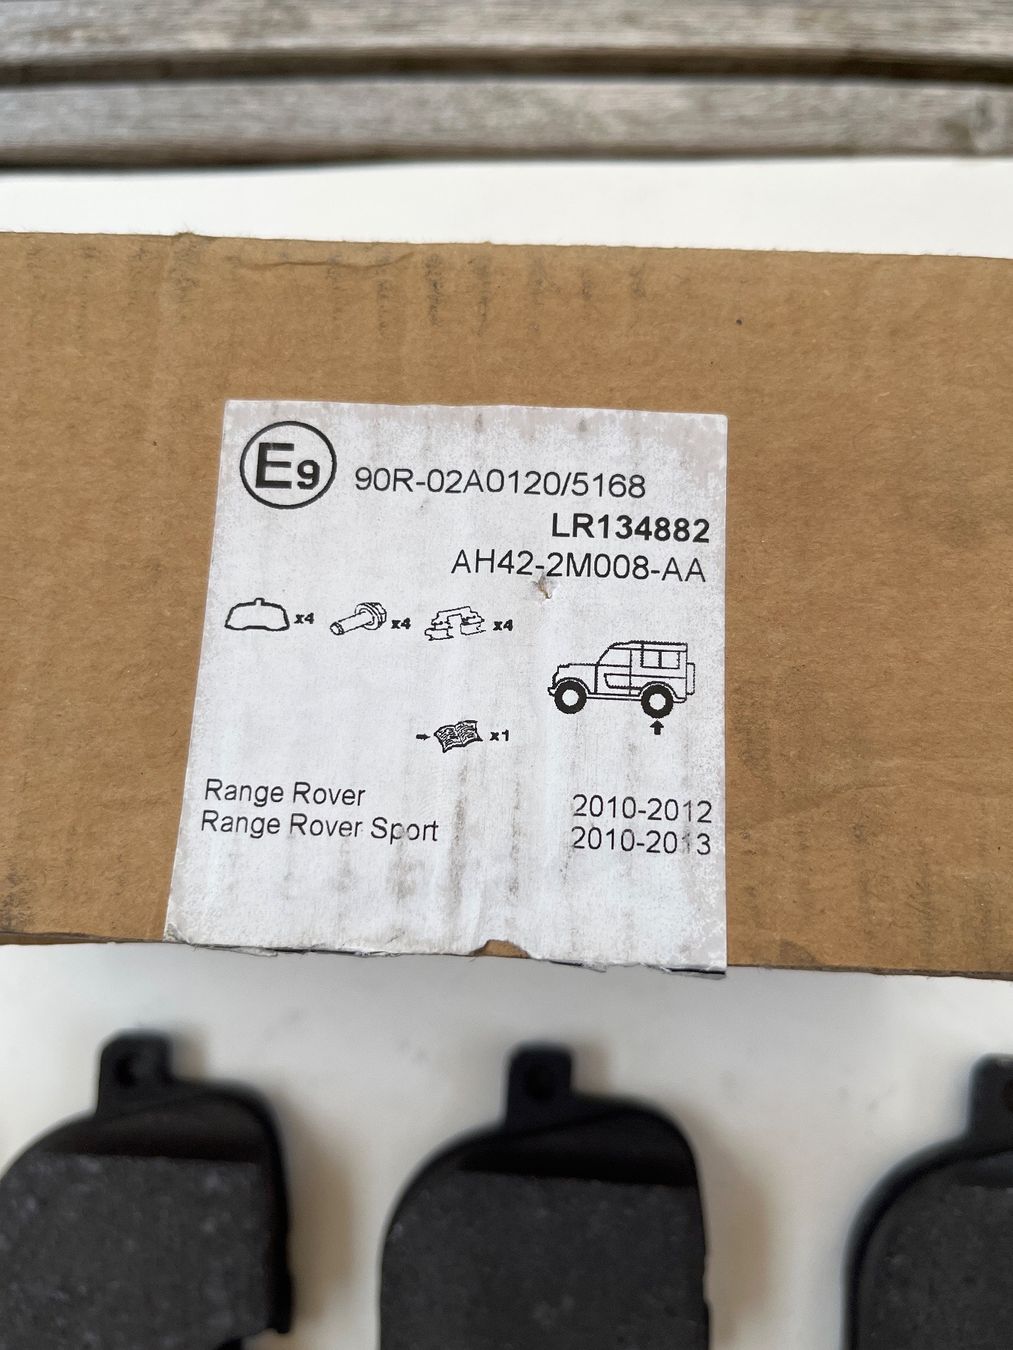 E9 90R-02A0120/5168
LR134882
AH42-2M008-AA
x4 x4 x4
x1
Range Rover 2010-2012
Range Rover Sport 2010-2013